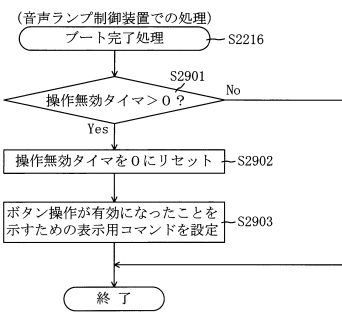 (音声ランプ制御装置での処理)
ブート完了処理
S2216
S2901
操作無効タイマ>0?
No
Yes
操作無効タイマを0にリセット
S2902
ボタン操作が有効になったことを
示すための表示用コマンドを設定
S2903
終了